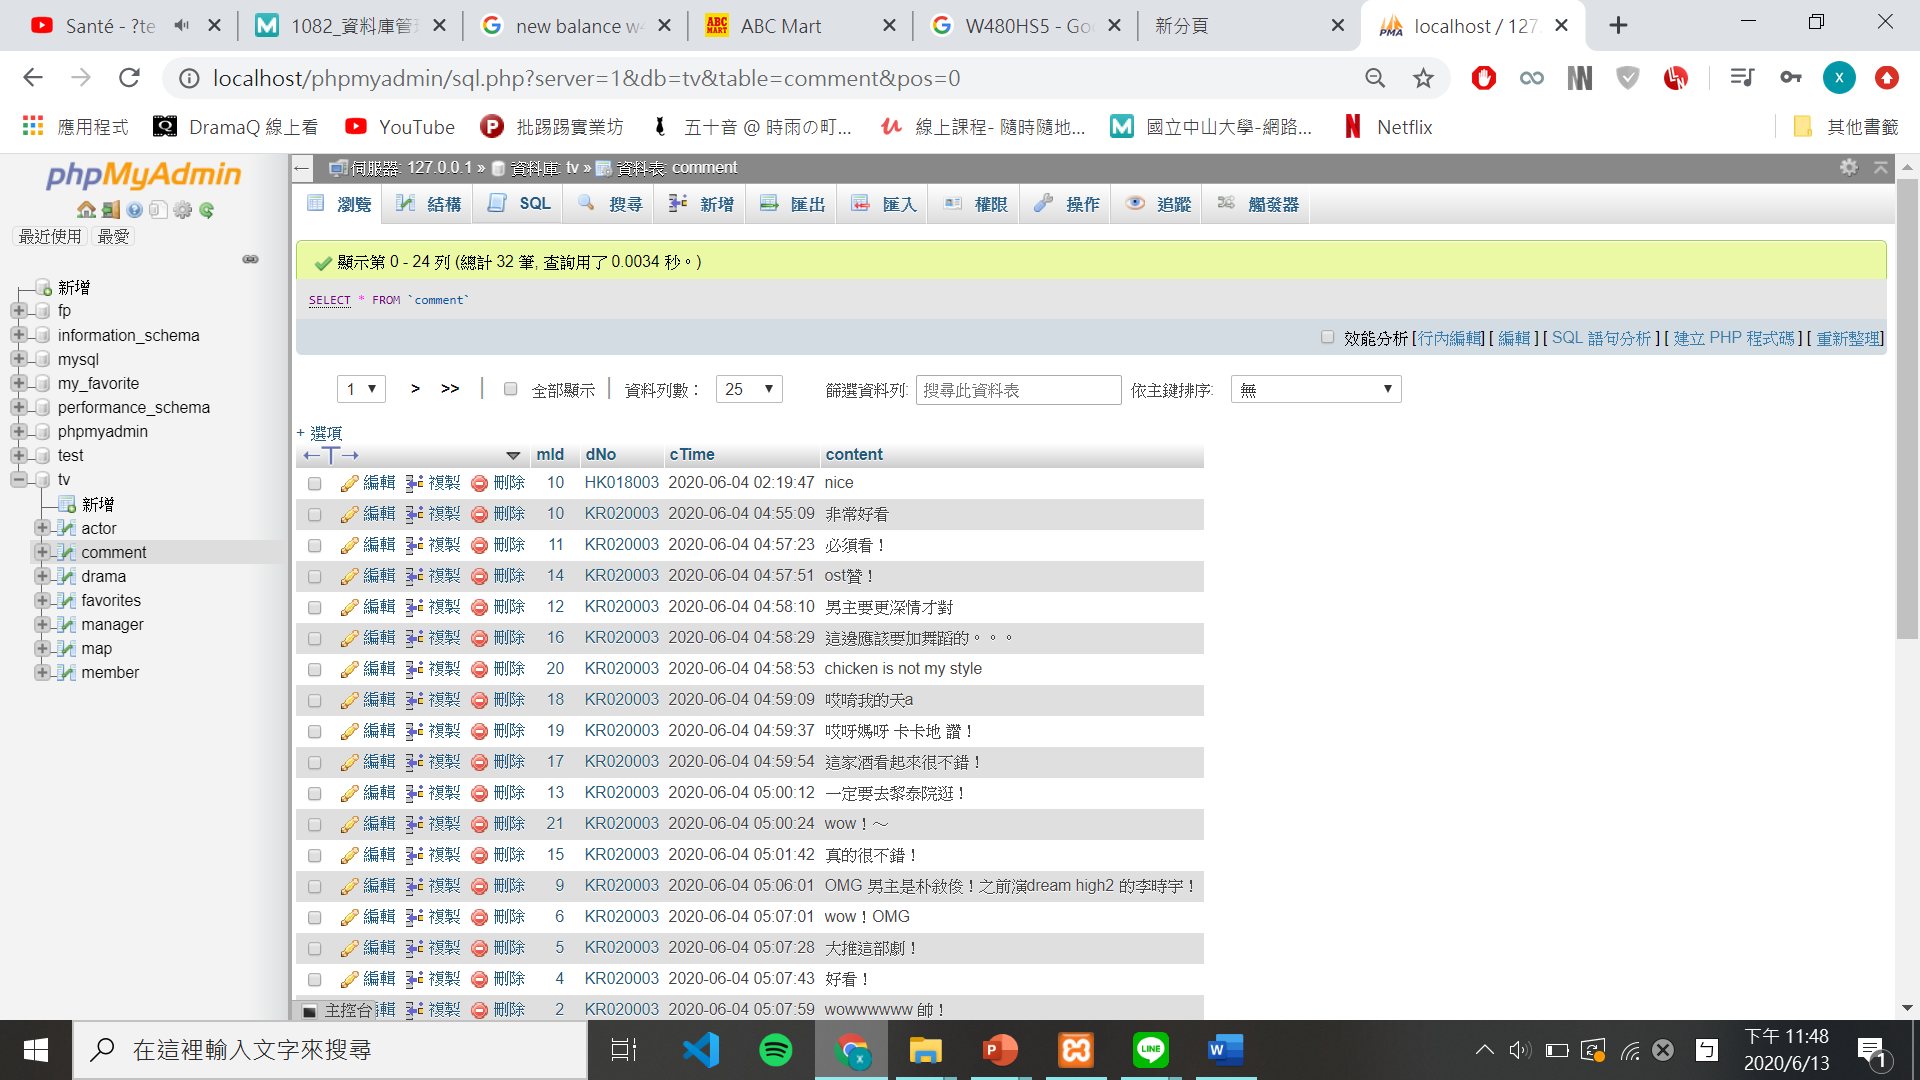 Santé - ?te
1082_資料庫管
new balance w
ABC MART
ABC Mart
W480HS5 - Goo
新分頁
PMA
localhost / 127.
localhost/phpmyadmin/sql.php?server=1&db=tv&table=comment&pos=0
x
應用程式
DramaQ 線上看
YouTube
批踢踢實業坊
五十音 @ 時雨の町...
線上課程- 隨時隨地...
國立中山大學-網路...
Netflix
其他書籤
phpMyAdmin
最近使用
最愛
新增
fp
information_schema
mysql
my_favorite
performance_schema
phpmyadmin
test
tv
新增
actor
comment
drama
favorites
manager
map
member
伺服器: 127.0.0.1 » 資料庫: tv » 資料表: comment
瀏覽 結構 SQL 搜尋 新增 匯出 匯入 權限 操作 追蹤 觸發器
顯示第 0 - 24 列 (總計 32 筆, 查詢用了 0.0034 秒。)
SELECT * FROM `comment`
效能分析 [行內編輯] [ 編輯 ] [ SQL 語句分析 ] [ 建立 PHP 程式碼 ] [ 重新整理]
1 > >> | 全部顯示 | 資料列數： 25 篩選資料列: 搜尋此資料表 依主鍵排序: 無
+ 選項
←T→ mId dNo cTime content
編輯 複製 刪除 10 HK018003 2020-06-04 02:19:47 nice
編輯 複製 刪除 10 KR020003 2020-06-04 04:55:09 非常好看
編輯 複製 刪除 11 KR020003 2020-06-04 04:57:23 必須看！
編輯 複製 刪除 14 KR020003 2020-06-04 04:57:51 ost贊！
編輯 複製 刪除 12 KR020003 2020-06-04 04:58:10 男主要更深情才對
編輯 複製 刪除 16 KR020003 2020-06-04 04:58:29 這邊應該要加舞蹈的。。。
編輯 複製 刪除 20 KR020003 2020-06-04 04:58:53 chicken is not my style
編輯 複製 刪除 18 KR020003 2020-06-04 04:59:09 哎唷我的天a
編輯 複製 刪除 19 KR020003 2020-06-04 04:59:37 哎呀媽呀 卡卡地 讚！
編輯 複製 刪除 17 KR020003 2020-06-04 04:59:54 這家酒看起來很不錯！
編輯 複製 刪除 13 KR020003 2020-06-04 05:00:12 一定要去黎泰院逛！
編輯 複製 刪除 21 KR020003 2020-06-04 05:00:24 wow！～
編輯 複製 刪除 15 KR020003 2020-06-04 05:01:42 真的很不錯！
編輯 複製 刪除 9 KR020003 2020-06-04 05:06:01 OMG 男主是朴敘俊！之前演dream high2 的李時宇！
編輯 複製 刪除 6 KR020003 2020-06-04 05:07:01 wow！OMG
編輯 複製 刪除 5 KR020003 2020-06-04 05:07:28 大推這部劇！
編輯 複製 刪除 4 KR020003 2020-06-04 05:07:43 好看！
主控台 輯 複製 刪除 2 KR020003 2020-06-04 05:07:59 wowwwwww 帥！
在這裡輸入文字來搜尋
下午 11:48
2020/6/13
1